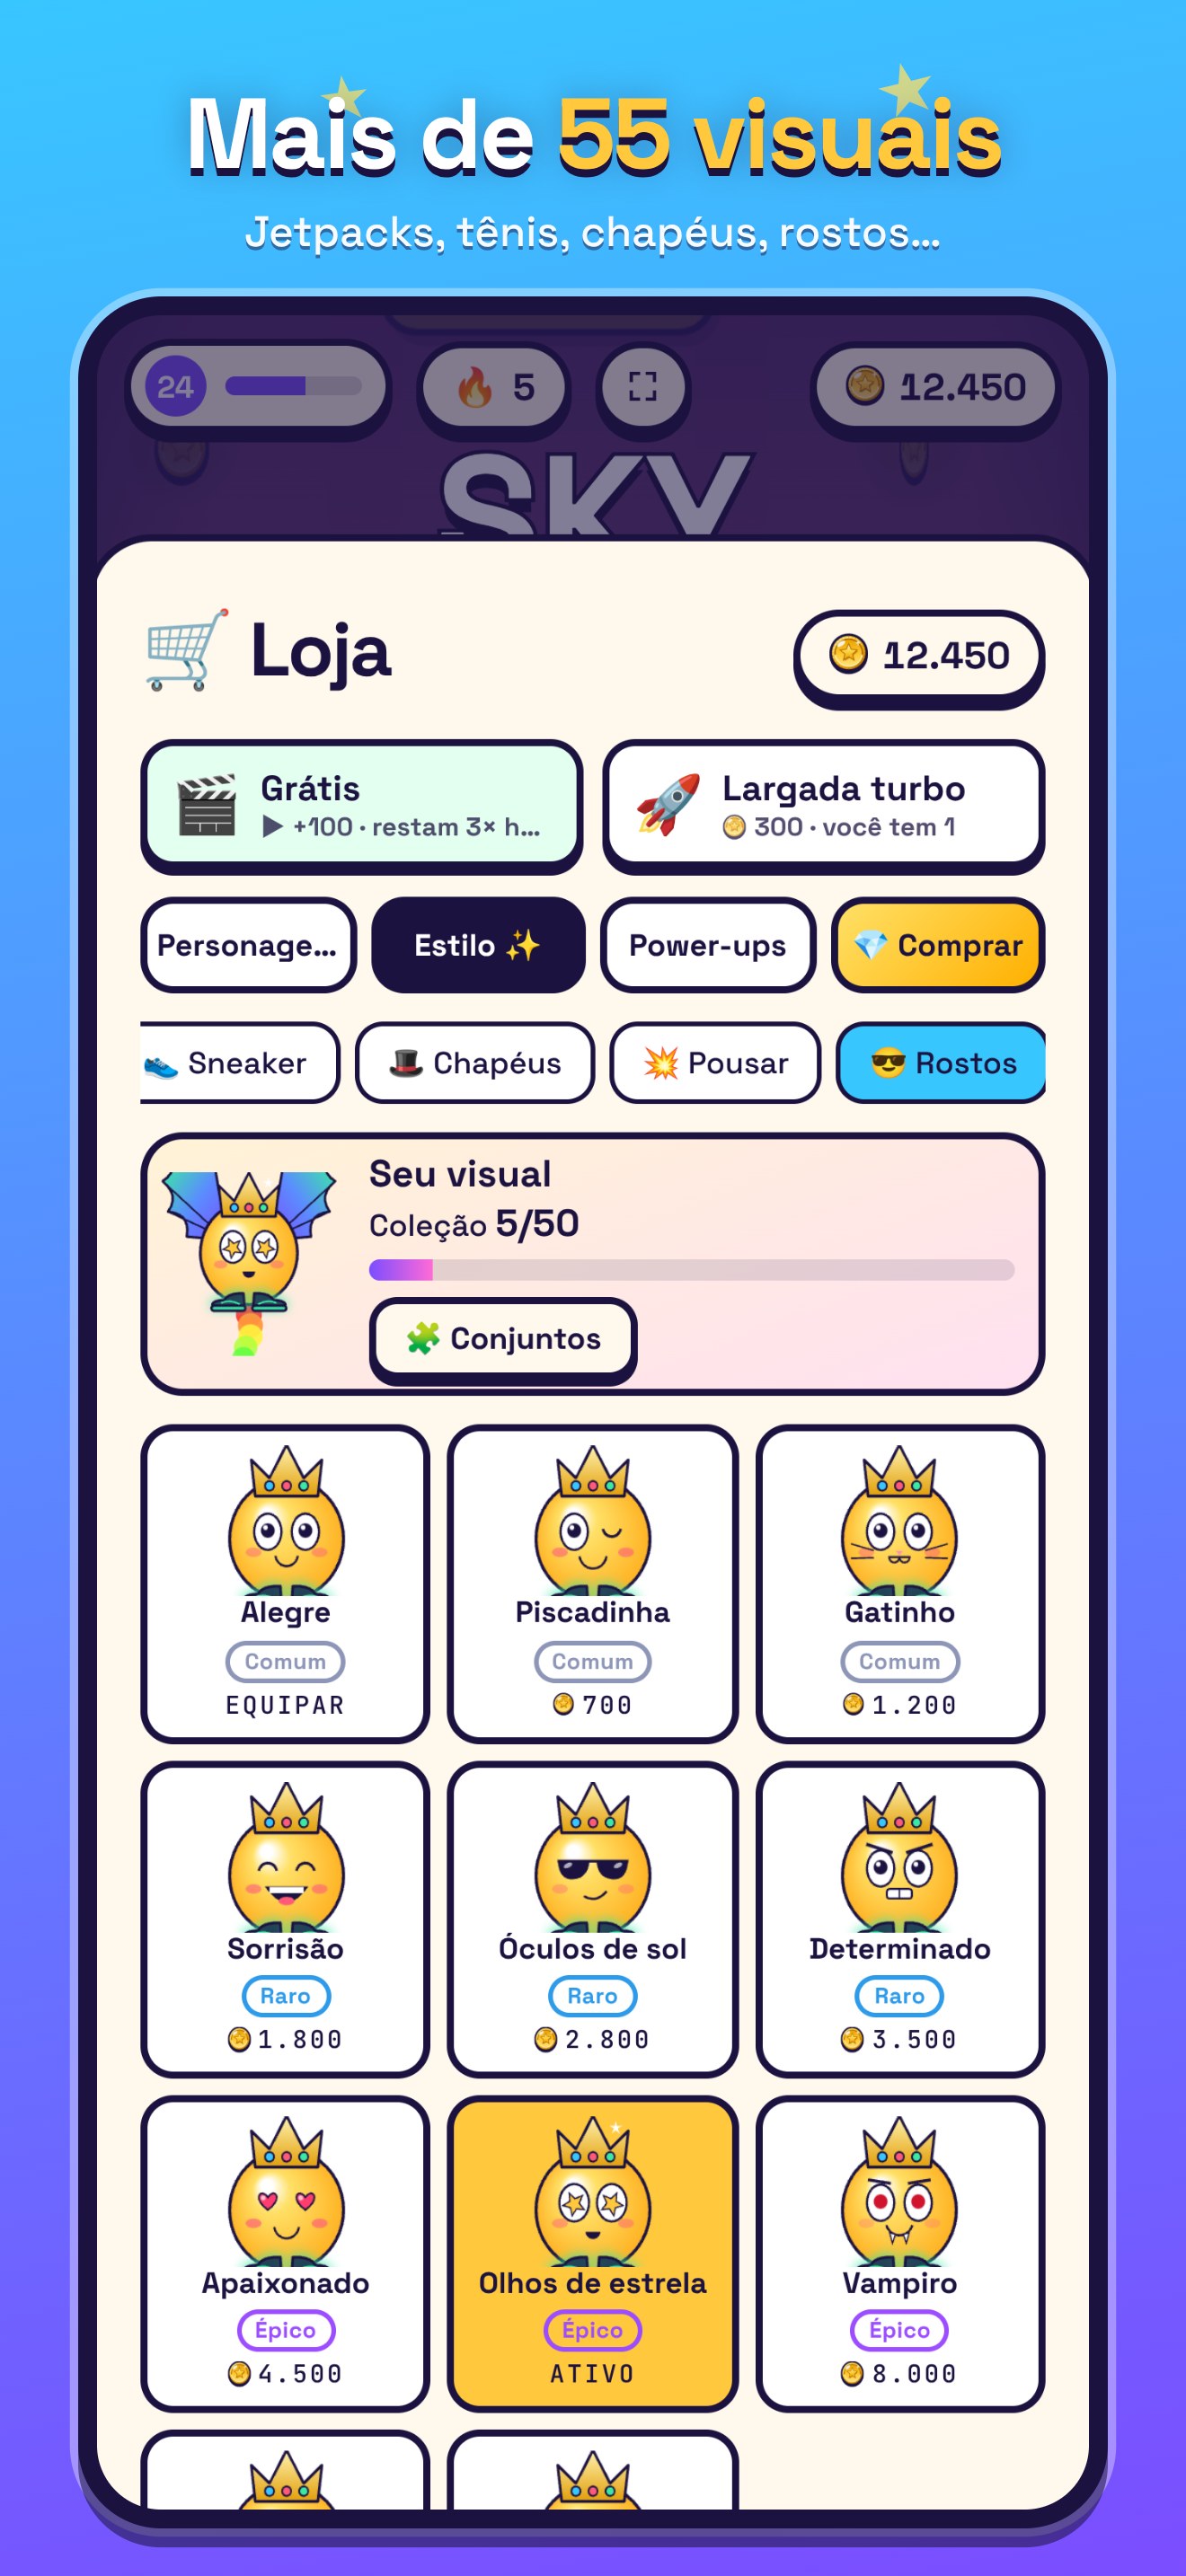 Mais de 55 visuais
Jetpacks, tênis, chapéus, rostos...
24
5
12.450
SKY
Loja
12.450
Grátis
+100 · restam 3× h...
Largada turbo
300 · você tem 1
Personage...
Estilo
Power-ups
Comprar
Sneaker
Chapéus
Pousar
Rostos
Seu visual
Coleção 5/50
Conjuntos
Alegre
Comum
EQUIPAR
Piscadinha
Comum
700
Gatinho
Comum
1.200
Sorrisão
Raro
1.800
Óculos de sol
Raro
2.800
Determinado
Raro
3.500
Apaixonado
Épico
4.500
Olhos de estrela
Épico
ATIVO
Vampiro
Épico
8.000